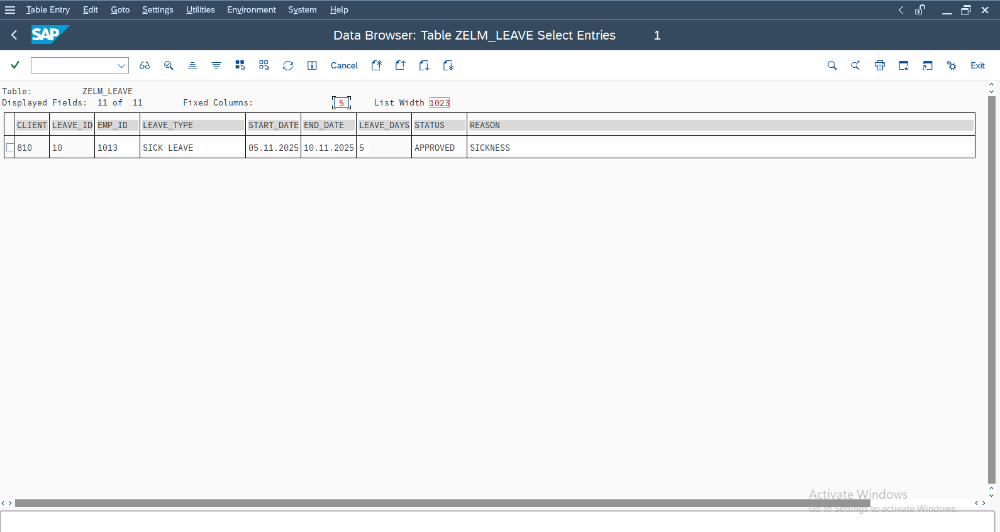 Table Entry Edit Goto Settings Utilities Environment System Help
SAP Data Browser: Table ZELM_LEAVE Select Entries 1
Cancel Exit
Table: ZELM_LEAVE
Displayed Fields: 11 of 11 Fixed Columns: 5 List Width 1023
CLIENT LEAVE_ID EMP_ID LEAVE_TYPE START_DATE END_DATE LEAVE_DAYS STATUS REASON
810 10 1013 SICK LEAVE 05.11.2025 10.11.2025 5 APPROVED SICKNESS
Activate Windows
Go to Settings to activate Windows.